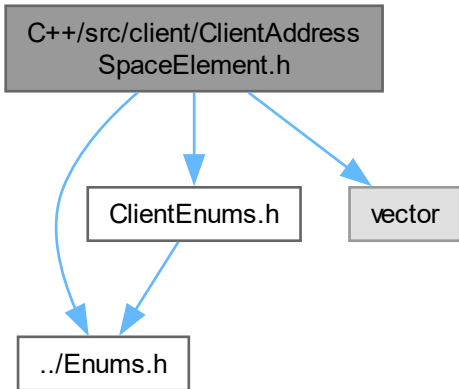 C++/src/client/ClientAddress
SpaceElement.h
ClientEnums.h
vector
../Enums.h